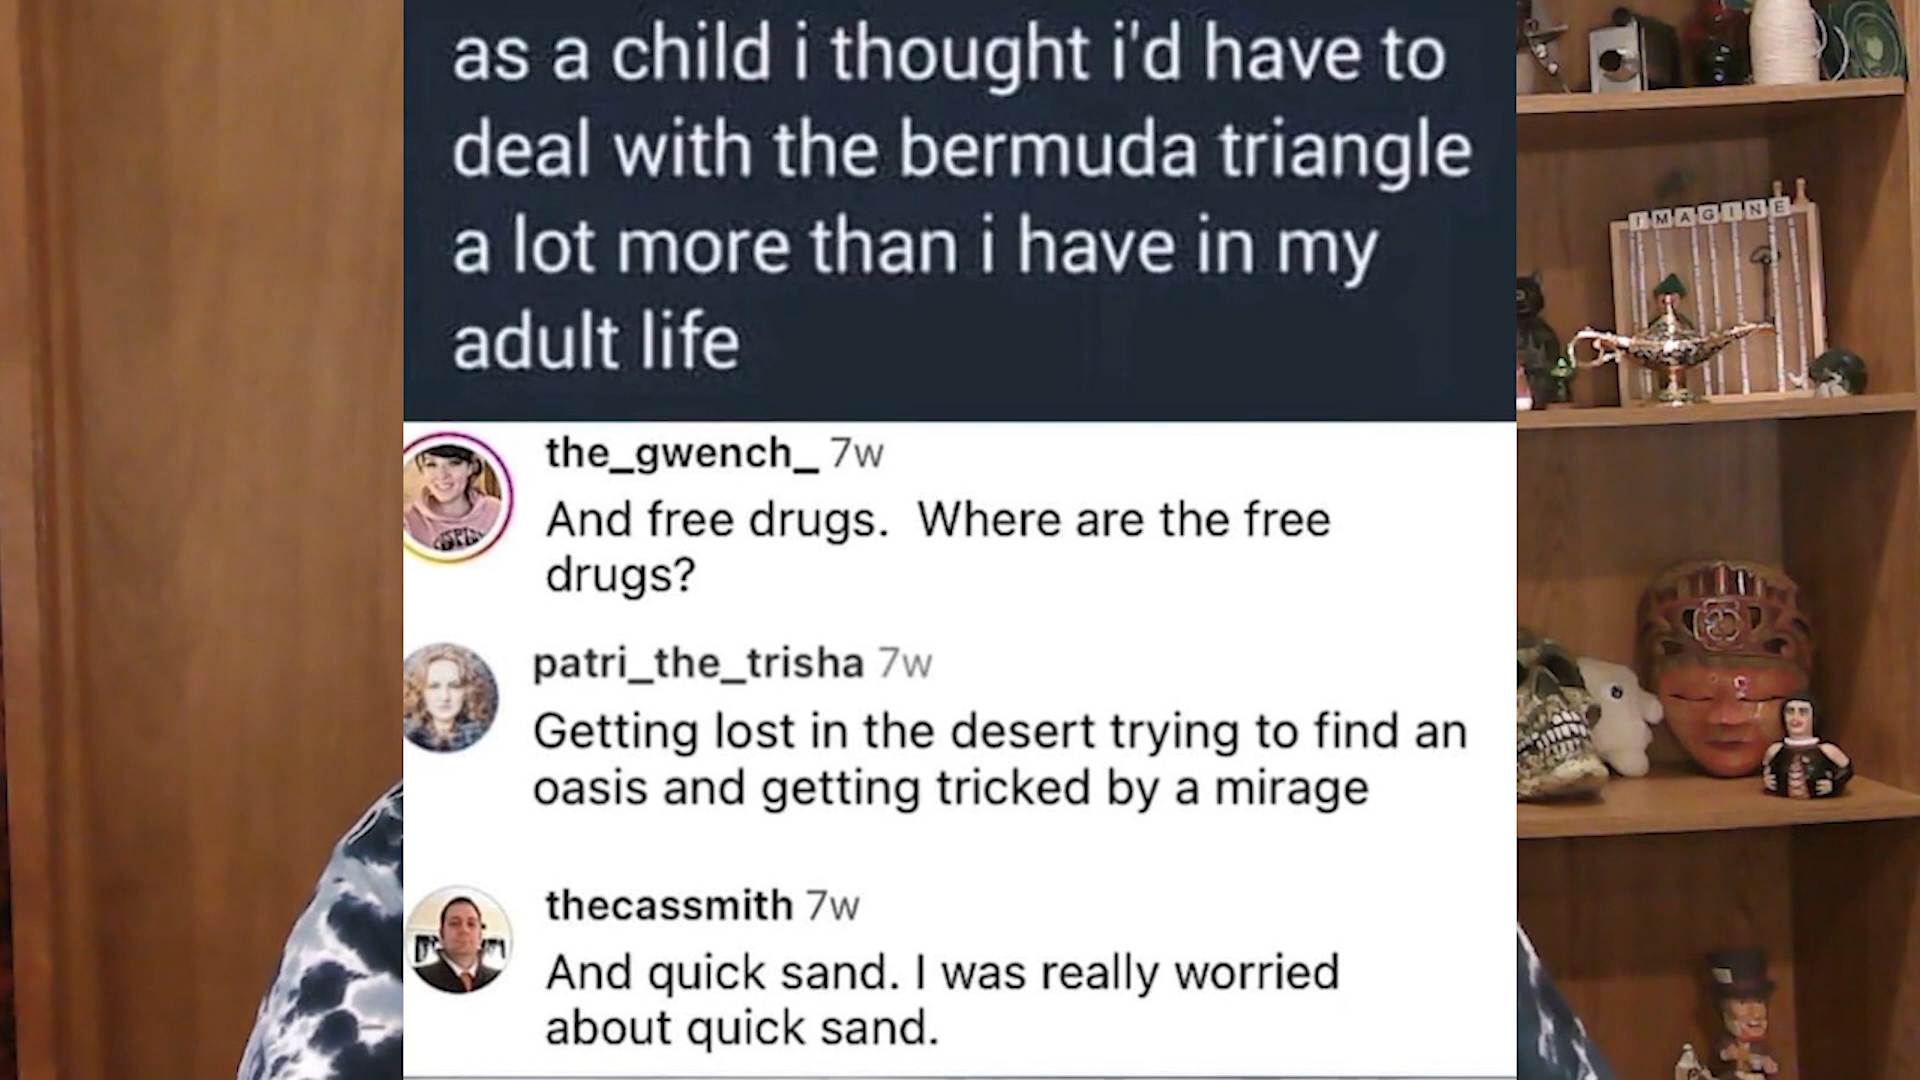 as a child i thought i'd have to
deal with the bermuda triangle
a lot more than i have in my
adult life
the_gwench_ 7w
And free drugs.  Where are the free
drugs?
patri_the_trisha 7w
Getting lost in the desert trying to find an
oasis and getting tricked by a mirage
thecassmith 7w
And quick sand. I was really worried
about quick sand.
IMAGINE